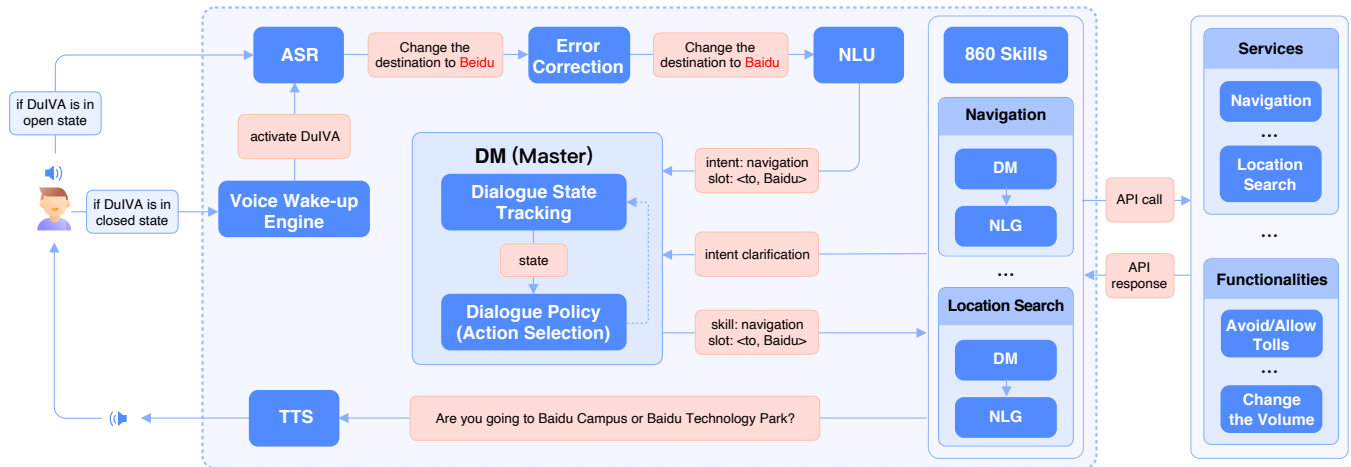 if DuIVA is in
open state
if DuIVA is in
closed state
ASR
Change the
destination to Beidu
Error
Correction
Change the
destination to Baidu
NLU
activate DuIVA
Voice Wake-up
Engine
DM (Master)
Dialogue State
Tracking
state
Dialogue Policy
(Action Selection)
intent: navigation
slot: <to, Baidu>
intent clarification
skill: navigation
slot: <to, Baidu>
TTS
Are you going to Baidu Campus or Baidu Technology Park?
860 Skills
Navigation
DM
NLG
...
Location Search
DM
NLG
API call
API
response
Services
Navigation
...
Location
Search
...
Functionalities
Avoid/Allow
Tolls
...
Change
the Volume